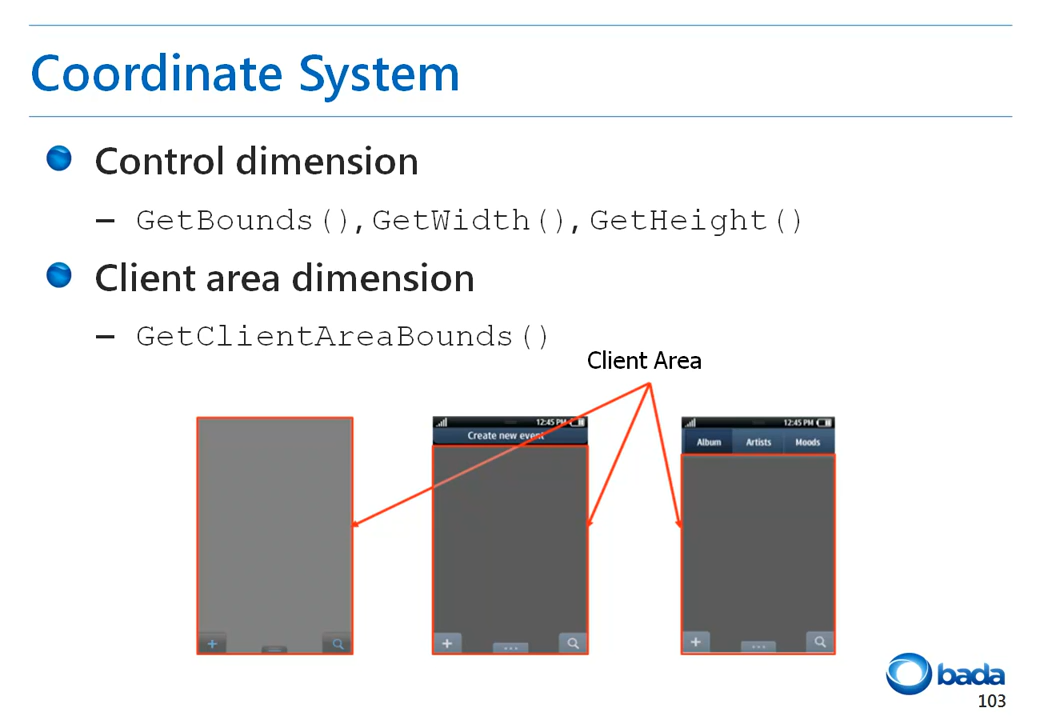 Coordinate System
Control dimension
– GetBounds(), GetWidth(), GetHeight()
Client area dimension
– GetClientAreaBounds()
Client Area
12:45 PM
Create new event
12:45 PM
Album Artists Moods
bada
103